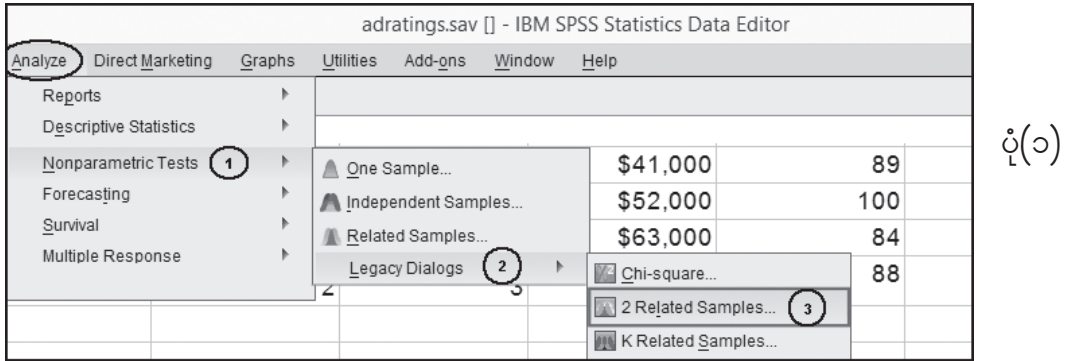 adratings.sav [] - IBM SPSS Statistics Data Editor
Analyze Direct Marketing Graphs Utilities Add-ons Window Help
Reports
Descriptive Statistics
Nonparametric Tests 1
Forecasting
Survival
Multiple Response
One Sample...
Independent Samples...
Related Samples...
Legacy Dialogs 2
$41,000 89
$52,000 100
$63,000 84
88
2 3
Chi-square...
2 Related Samples... 3
K Related Samples...
ပုံ(၁)